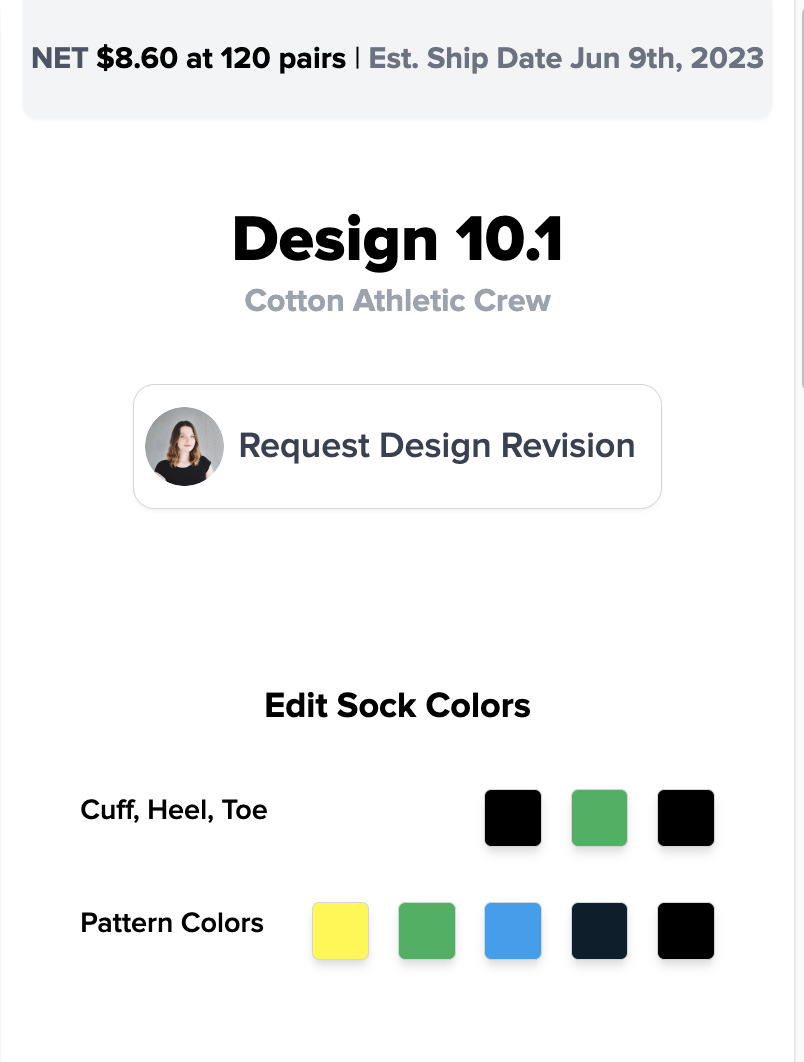 NET $8.60 at 120 pairs | Est. Ship Date Jun 9th, 2023
Design 10.1
Cotton Athletic Crew
Request Design Revision
Edit Sock Colors
Cuff, Heel, Toe
Pattern Colors